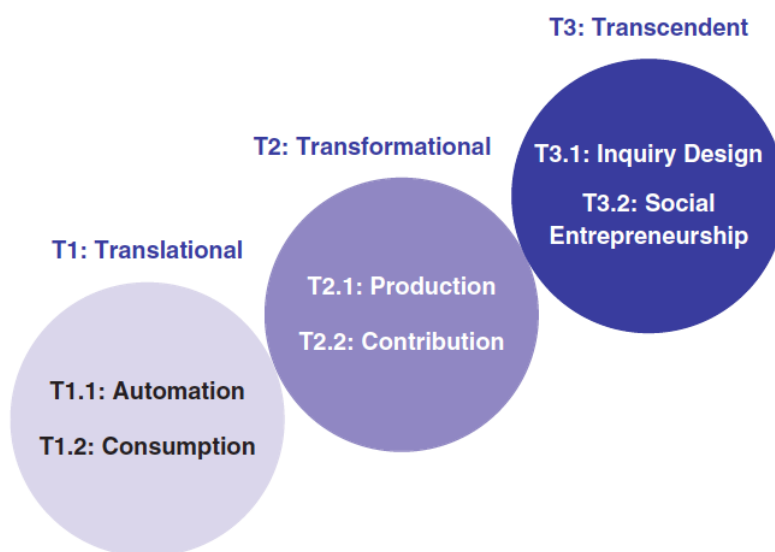 T3: Transcendent
T3.1: Inquiry Design
T3.2: Social
Entrepreneurship
T2: Transformational
T2.1: Production
T2.2: Contribution
T1: Translational
T1.1: Automation
T1.2: Consumption